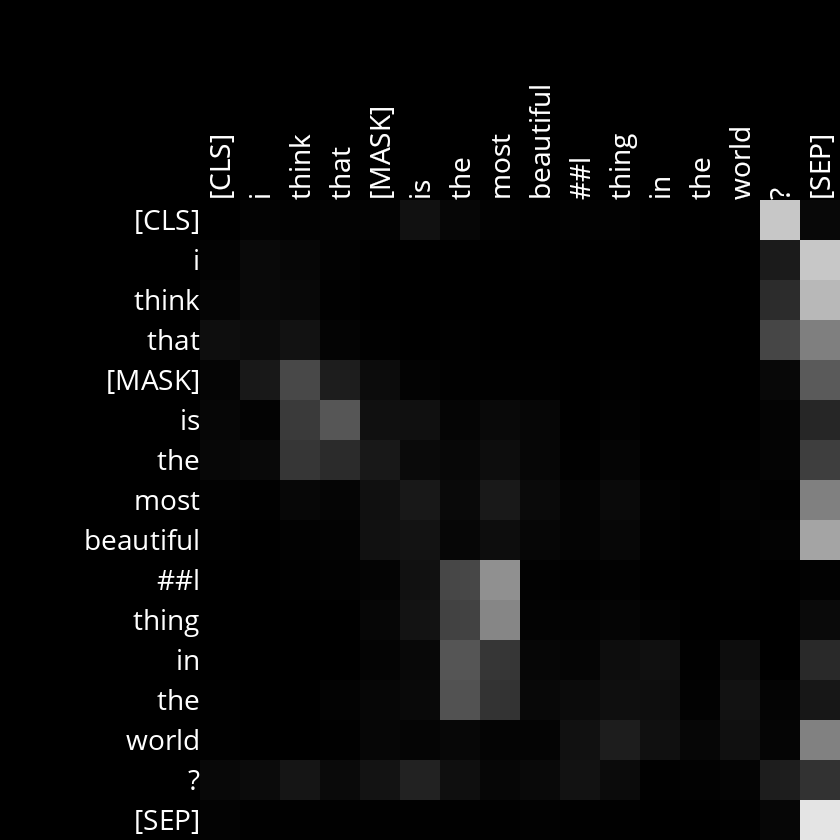 [CLS] i think that [MASK] is the most beautiful ##l thing in the world ? [SEP]
[CLS]
i
think
that
[MASK]
is
the
most
beautiful
##l
thing
in
the
world
?
[SEP]